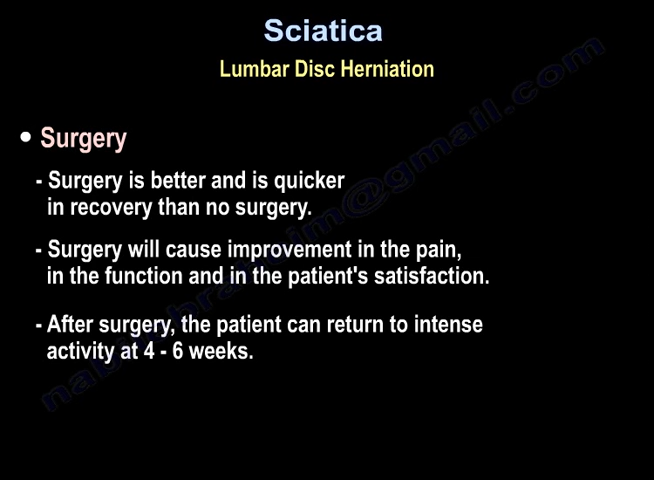 Sciatica
Lumbar Disc Herniation
• Surgery
- Surgery is better and is quicker
in recovery than no surgery.
- Surgery will cause improvement in the pain,
in the function and in the patient's satisfaction.
- After surgery, the patient can return to intense
activity at 4 - 6 weeks.